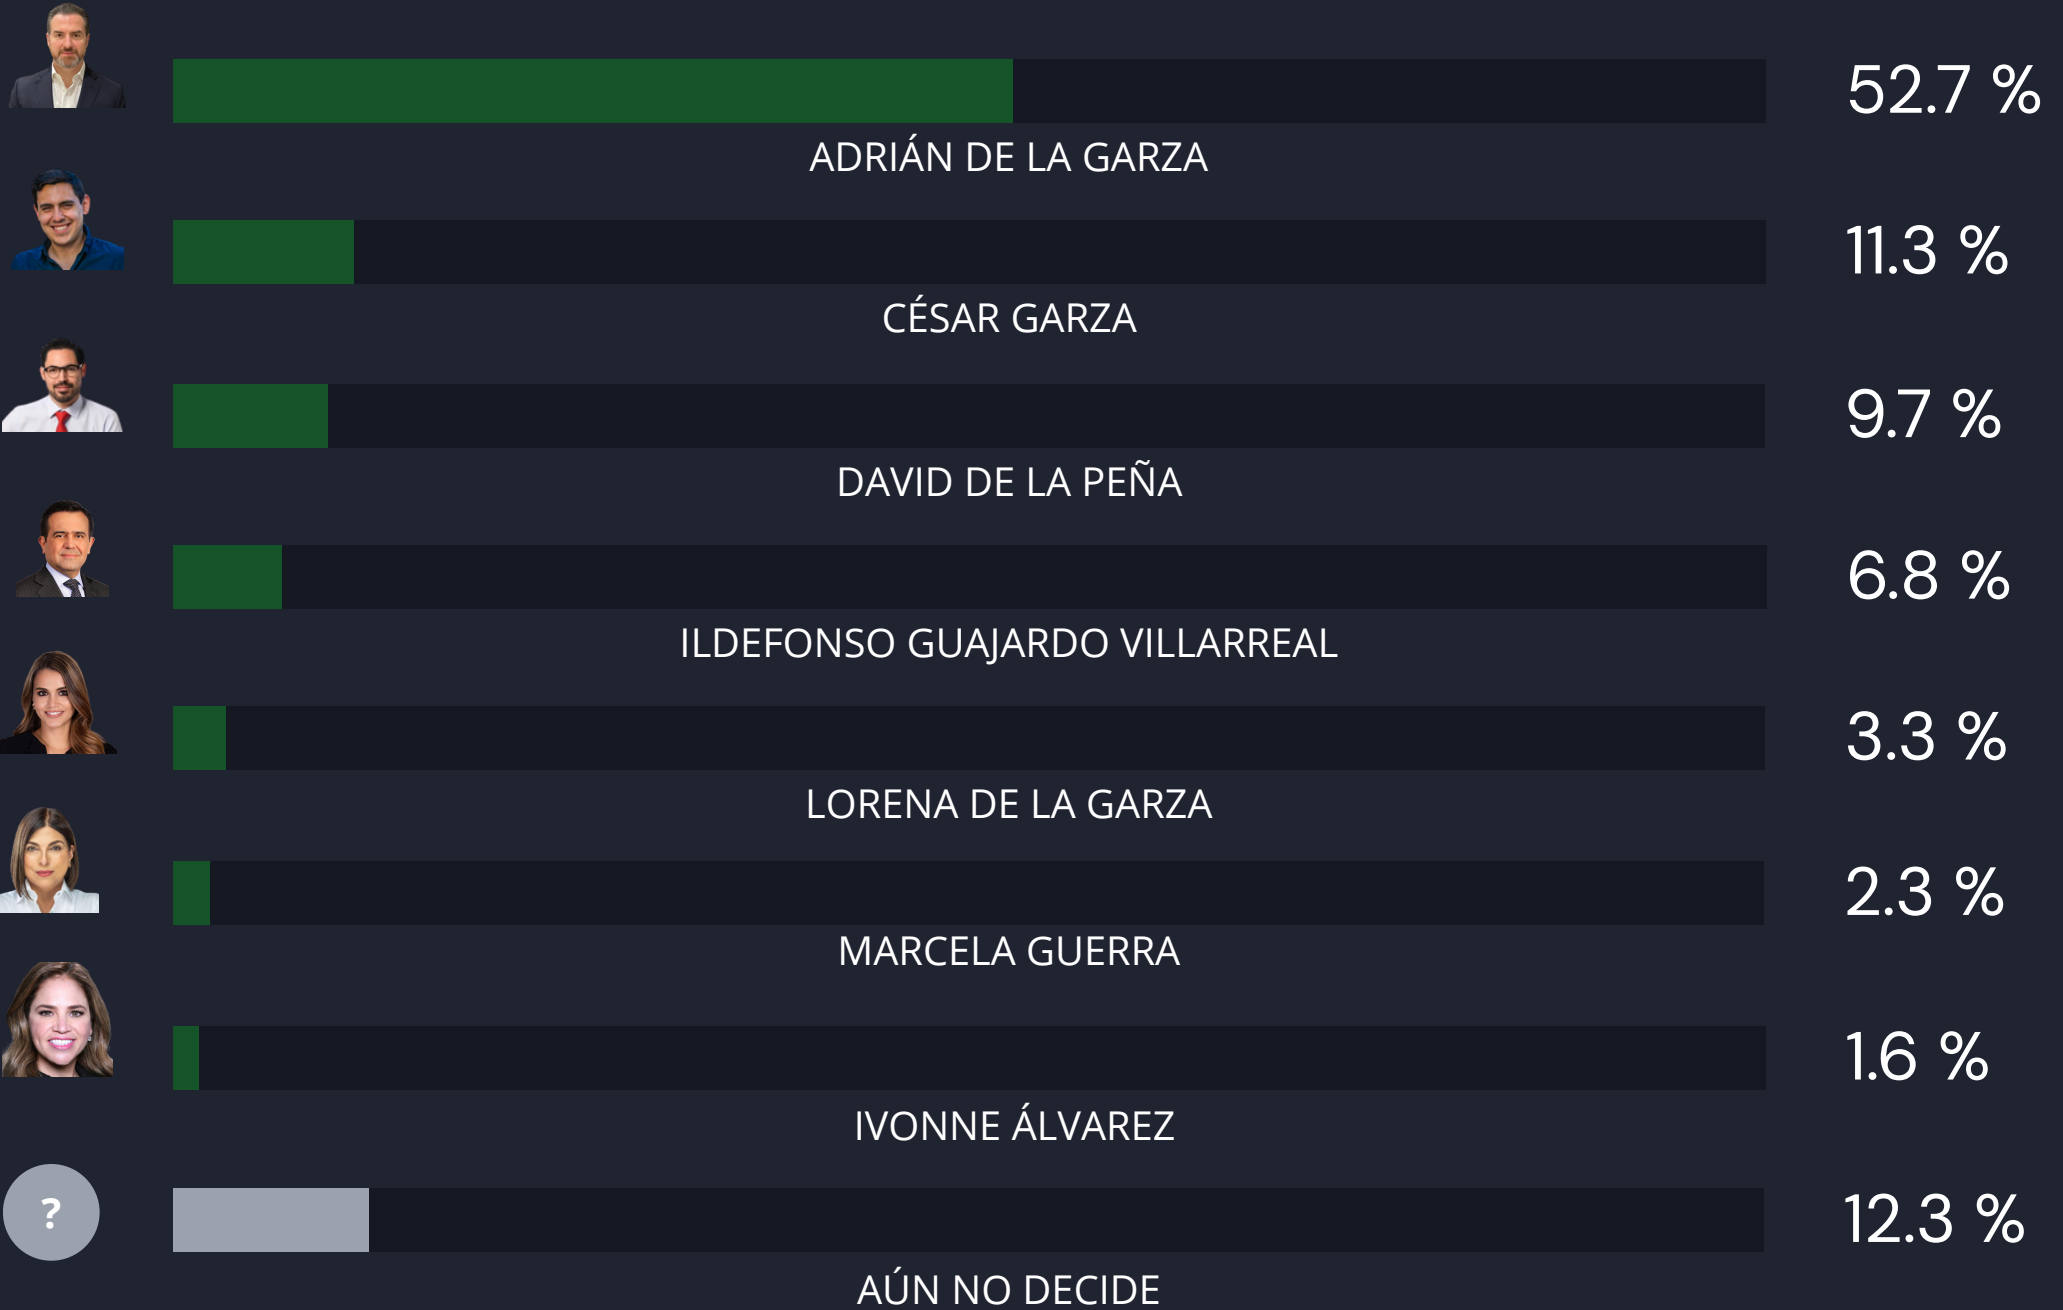 52.7 %
ADRIÁN DE LA GARZA
11.3 %
CÉSAR GARZA
9.7 %
DAVID DE LA PEÑA
6.8 %
ILDEFONSO GUAJARDO VILLARREAL
3.3 %
LORENA DE LA GARZA
2.3 %
MARCELA GUERRA
1.6 %
IVONNE ÁLVAREZ
?
12.3 %
AÚN NO DECIDE